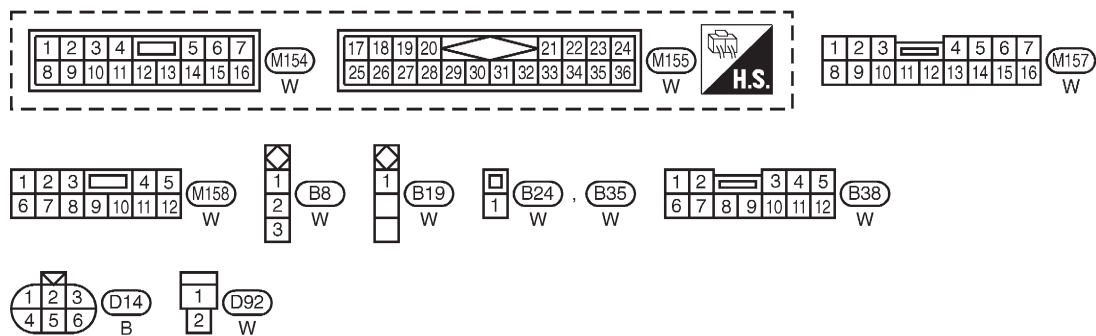 1 2 3 4 5 6 7
8 9 10 11 12 13 14 15 16
M154
W
17 18 19 20 21 22 23 24
25 26 27 28 29 30 31 32 33 34 35 36
M155
W
H.S.
1 2 3 4 5 6 7
8 9 10 11 12 13 14 15 16
M157
W
1 2 3 4 5
6 7 8 9 10 11 12
M158
W
1
2
3
B8
W
1
B19
W
1
B24 , B35
W W
1 2 3 4 5
6 7 8 9 10 11 12
B38
W
1 2 3
4 5 6
D14
B
1
2
D92
W